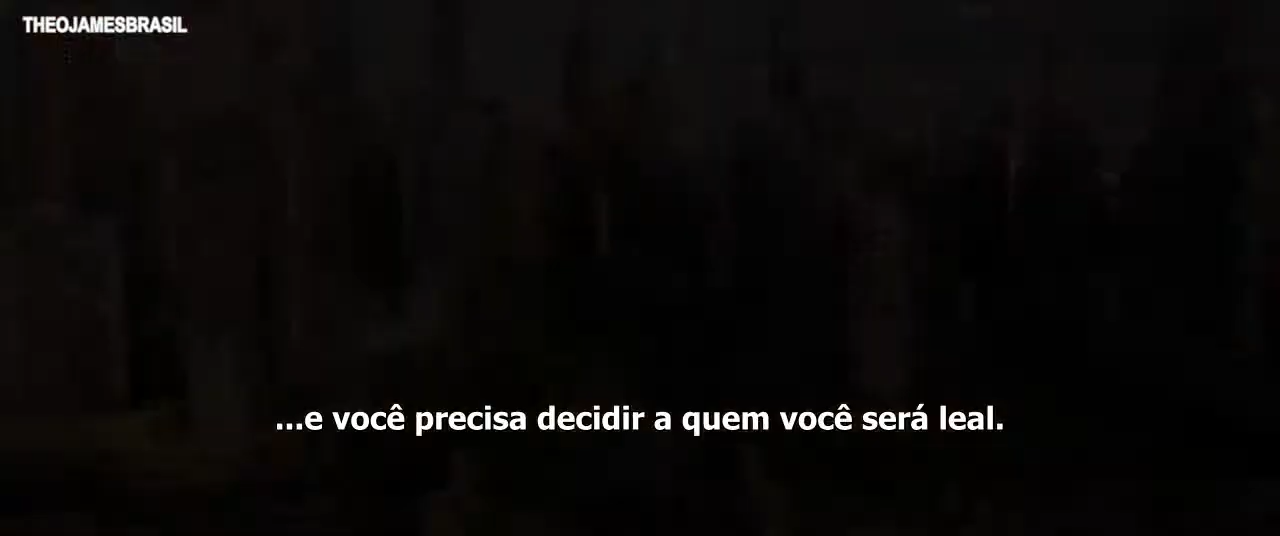 THEOJAMESBRASIL
...e você precisa decidir a quem você será leal.